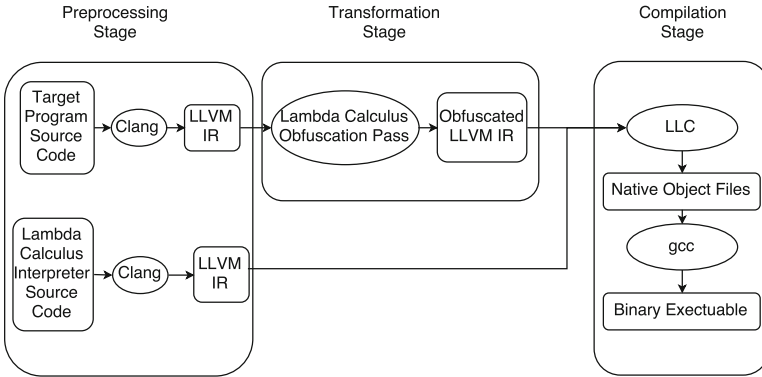 Preprocessing
Stage
Transformation
Stage
Compilation
Stage
Target
Program
Source
Code
Clang
LLVM
IR
Lambda Calculus
Obfuscation Pass
Obfuscated
LLVM IR
LLC
Native Object Files
gcc
Binary Exectuable
Lambda
Calculus
Interpreter
Source
Code
Clang
LLVM
IR